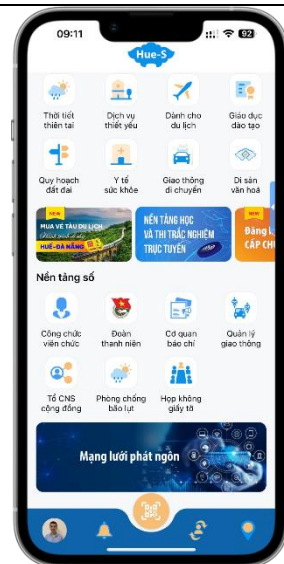 09:11
92
Hue-S
Thời tiết
thiên tai
Dịch vụ
thiết yếu
Dành cho
du lịch
Giáo dục
đào tạo
Quy hoạch
đất đai
Y tế
sức khỏe
Giao thông
di chuyển
Di sản
văn hoá
NEW
MUA VÉ TÀU DU LỊCH
HUẾ-ĐÀ NẴNG
NỀN TẢNG HỌC
VÀ THI TRẮC NGHIỆM
TRỰC TUYẾN
NEW
CẤP
Nền tảng số
Công chức
viên chức
Đoàn
thanh niên
Cơ quan
báo chí
Quản lý
giao thông
Tổ CNS
cộng đồng
Phòng chống
bão lụt
Họp không
giấy tờ
Mạng lưới phát ngôn